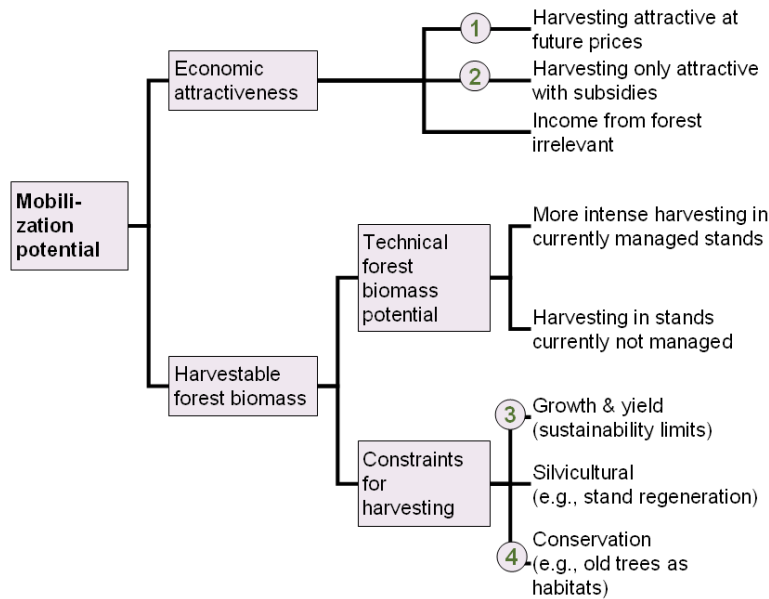 1
Harvesting attractive at
future prices
Economic
attractiveness
2
Harvesting only attractive
with subsidies
Income from forest
irrelevant
Mobili-
zation
potential
Technical
forest
biomass
potential
More intense harvesting in
currently managed stands
Harvesting in stands
currently not managed
Harvestable
forest biomass
Constraints
for
harvesting
3
Growth & yield
(sustainability limits)
Silvicultural
(e.g., stand regeneration)
4
Conservation
(e.g., old trees as
habitats)